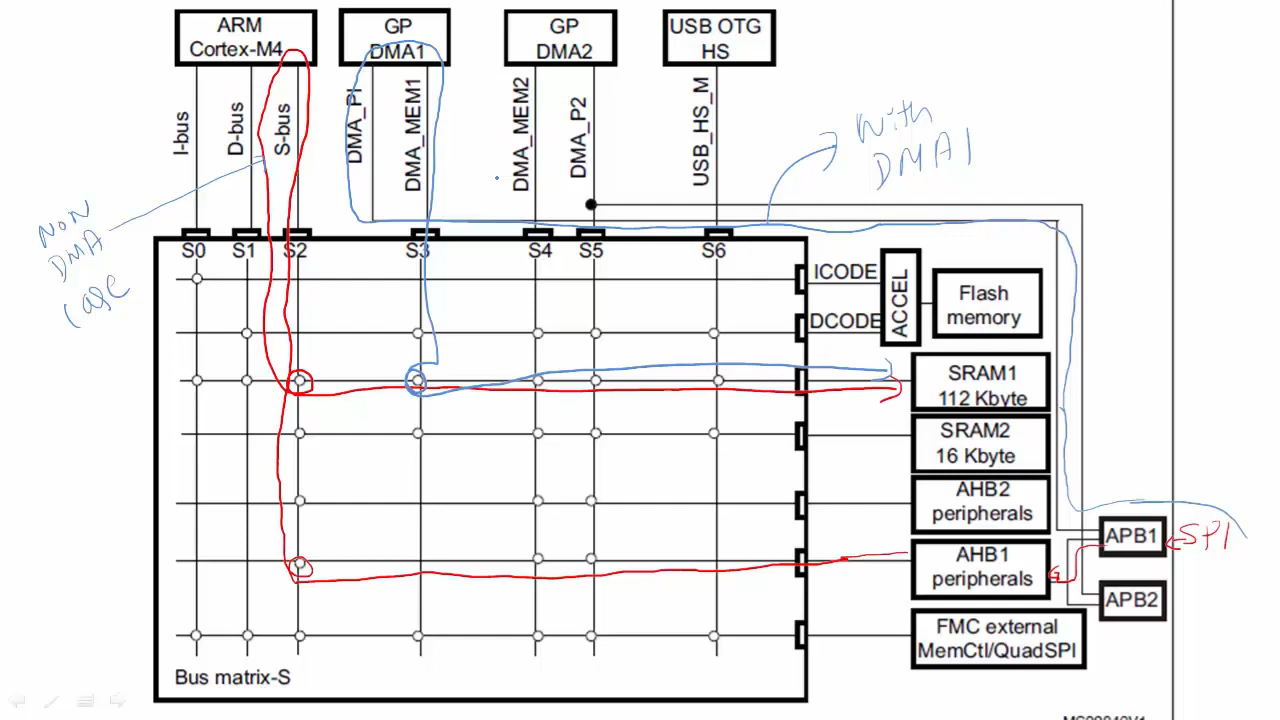 ARM
Cortex-M4
GP
DMA1
GP
DMA2
USB OTG
HS
I-bus
D-bus
S-bus
DMA_PI
DMA_MEM1
DMA_MEM2
DMA_P2
USB_HS_M
With
DMA1
NON
DMA
Case
S0 S1 S2 S3 S4 S5 S6
ICODE
DCODE
ACCEL
Flash
memory
SRAM1
112 Kbyte
SRAM2
16 Kbyte
AHB2
peripherals
AHB1
peripherals
APB1
SPI
APB2
FMC external
MemCtl/QuadSPI
Bus matrix-S